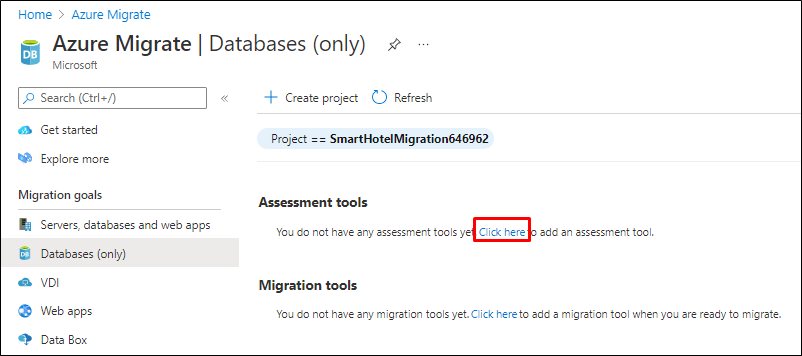 Home > Azure Migrate
Azure Migrate | Databases (only) ...
Microsoft
DB
Search (Ctrl+/) «
+ Create project Refresh
Get started
Explore more
Project == SmartHotelMigration646962
Migration goals
Servers, databases and web apps
Databases (only)
VDI
Web apps
Data Box
Assessment tools
You do not have any assessment tools yet. Click here to add an assessment tool.
Migration tools
You do not have any migration tools yet. Click here to add a migration tool when you are ready to migrate.